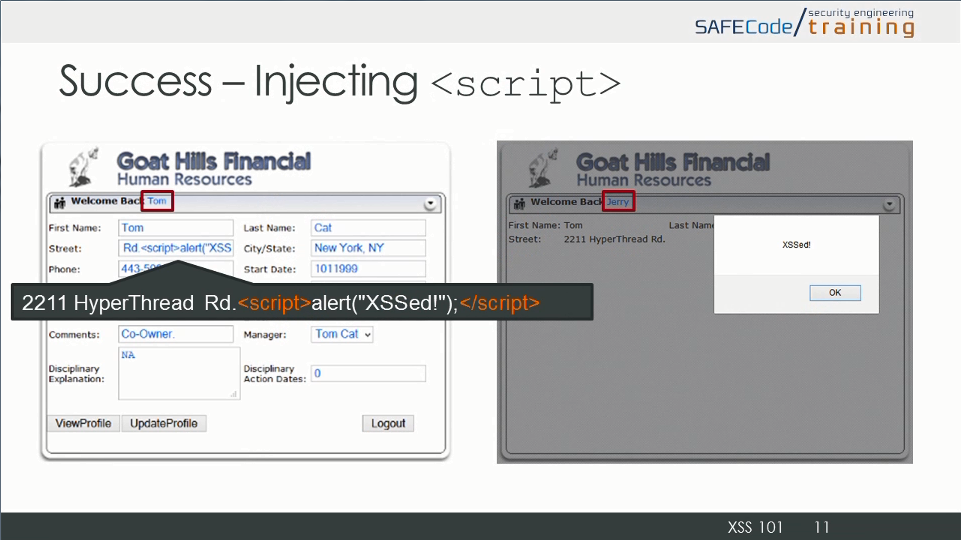 security engineering
SAFECode/training
Success – Injecting <script>
Goat Hills Financial
Human Resources
Welcome Back Tom
First Name: Tom Last Name: Cat
Street: Rd.<script>alert("XSS City/State: New York, NY
Phone: Start Date: 1011999
2211 HyperThread Rd.<script>alert("XSSed!");</script>
Comments: Co-Owner. Manager: Tom Cat
Disciplinary Explanation: NA Disciplinary Action Dates: 0
ViewProfile UpdateProfile Logout
Goat Hills Financial
Human Resources
Welcome Back Jerry
First Name: Tom Last Name:
Street: 2211 HyperThread Rd.
XSSed!
OK
XSS 101 11